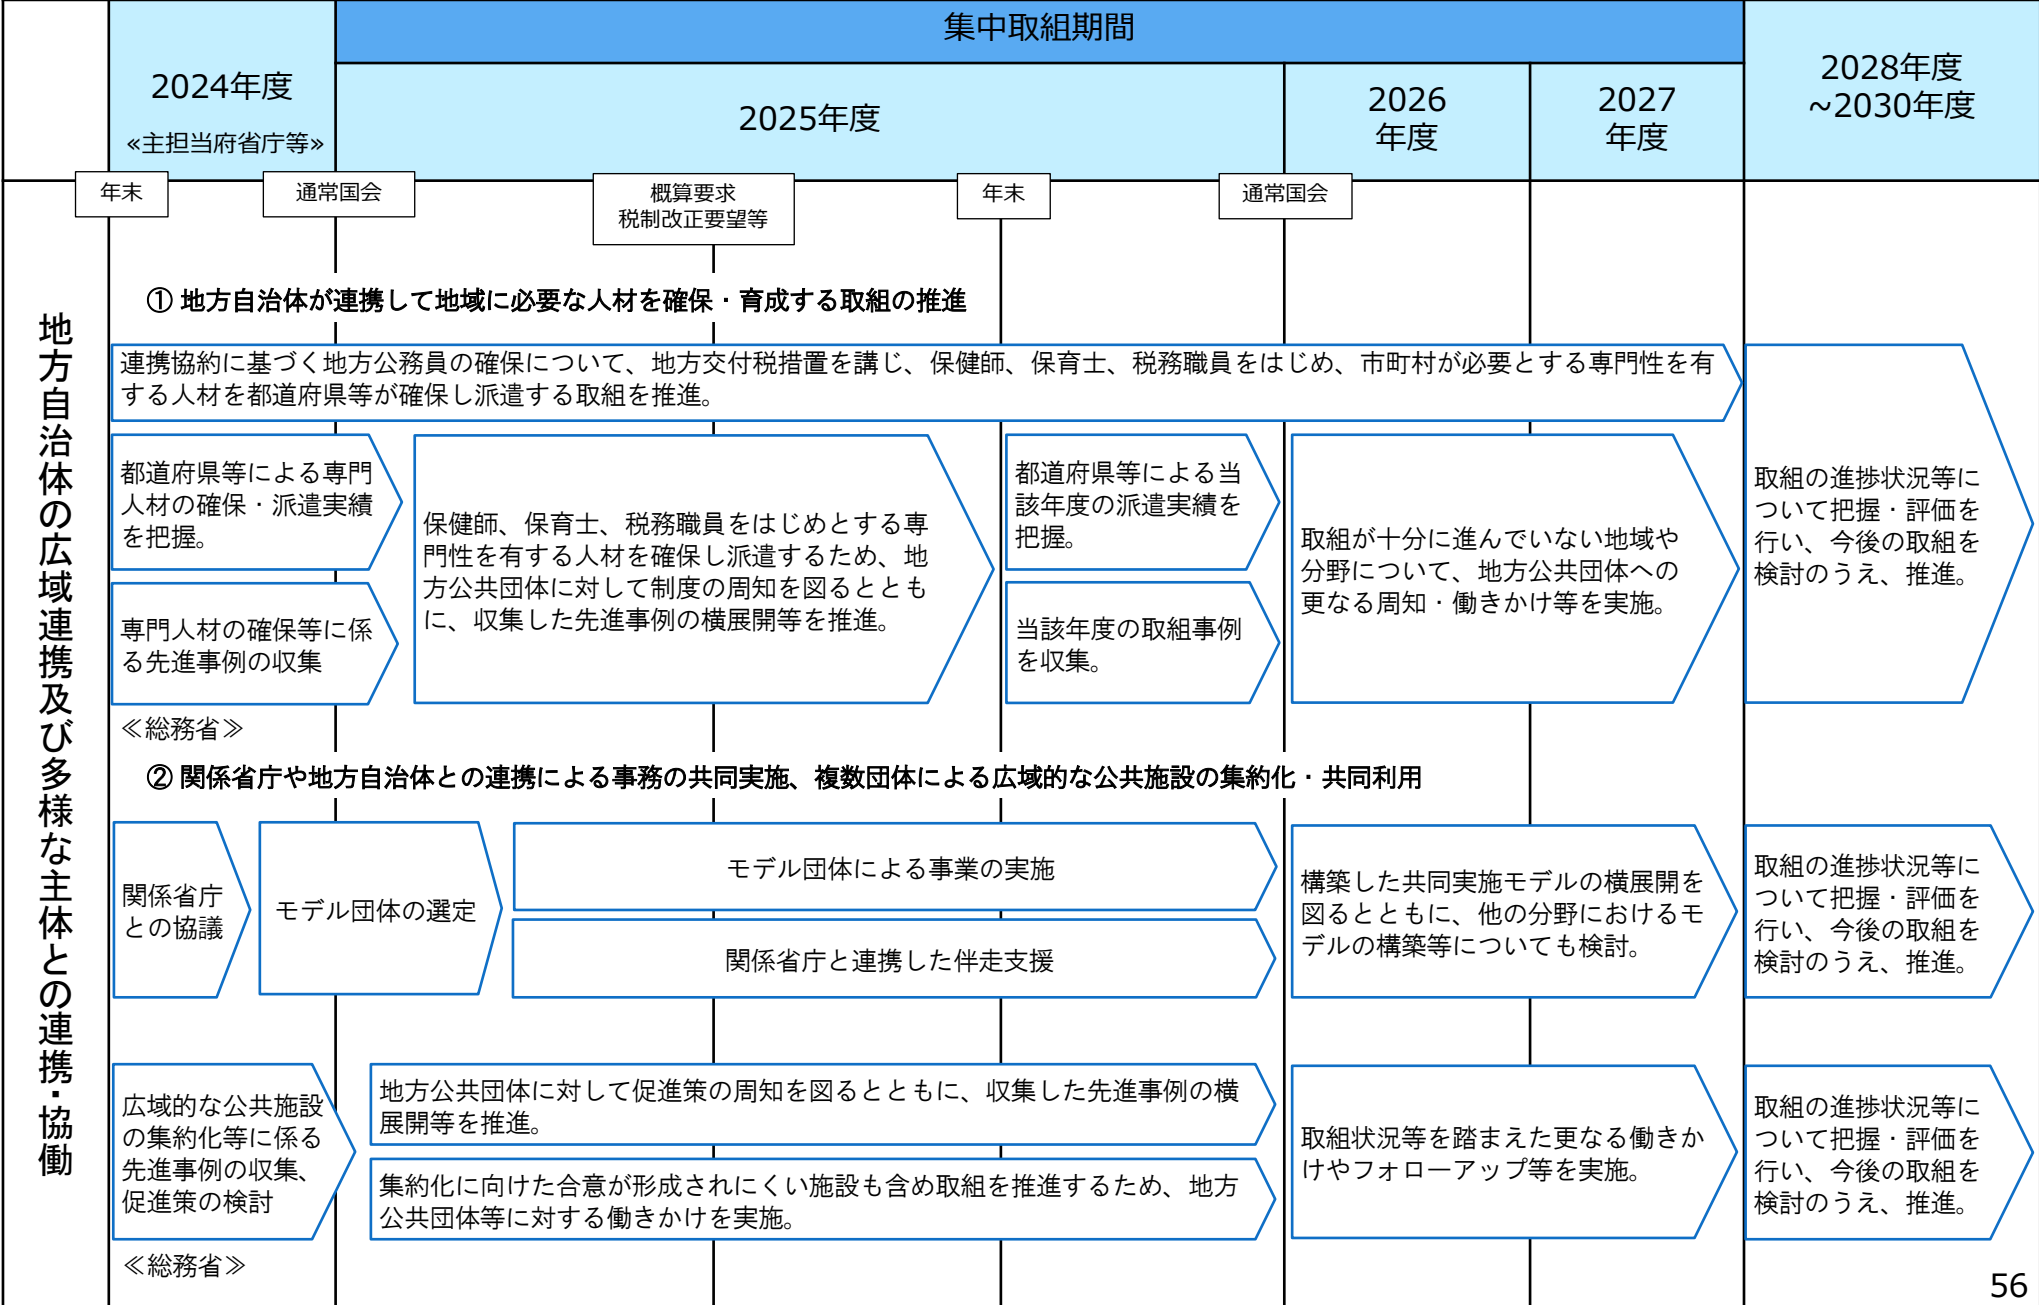 集中取組期間
2024年度
«主担当府省庁等»
2025年度
2026
年度
2027
年度
2028年度
~2030年度
年末
通常国会
概算要求
税制改正要望等
年末
通常国会
地方自治体の広域連携及び多様な主体との連携・協働
① 地方自治体が連携して地域に必要な人材を確保・育成する取組の推進
連携協約に基づく地方公務員の確保について、地方交付税措置を講じ、保健師、保育士、税務職員をはじめ、市町村が必要とする専門性を有
する人材を都道府県等が確保し派遣する取組を推進。
都道府県等による専門
人材の確保・派遣実績
を把握。
専門人材の確保等に係
る先進事例の収集
保健師、保育士、税務職員をはじめとする専
門性を有する人材を確保し派遣するため、地
方公共団体に対して制度の周知を図るととも
に、収集した先進事例の横展開等を推進。
都道府県等による当
該年度の派遣実績を
把握。
当該年度の取組事例
を収集。
取組が十分に進んでいない地域や
分野について、地方公共団体への
更なる周知・働きかけ等を実施。
取組の進捗状況等に
ついて把握・評価を
行い、今後の取組を
検討のうえ、推進。
≪総務省≫
② 関係省庁や地方自治体との連携による事務の共同実施、複数団体による広域的な公共施設の集約化・共同利用
関係省庁
との協議
モデル団体の選定
モデル団体による事業の実施
関係省庁と連携した伴走支援
構築した共同実施モデルの横展開を
図るとともに、他の分野におけるモ
デルの構築等についても検討。
取組の進捗状況等に
ついて把握・評価を
行い、今後の取組を
検討のうえ、推進。
広域的な公共施設
の集約化等に係る
先進事例の収集、
促進策の検討
地方公共団体に対して促進策の周知を図るとともに、収集した先進事例の横
展開等を推進。
集約化に向けた合意が形成されにくい施設も含め取組を推進するため、地方
公共団体等に対する働きかけを実施。
取組状況等を踏まえた更なる働きか
けやフォローアップ等を実施。
取組の進捗状況等に
ついて把握・評価を
行い、今後の取組を
検討のうえ、推進。
≪総務省≫
56